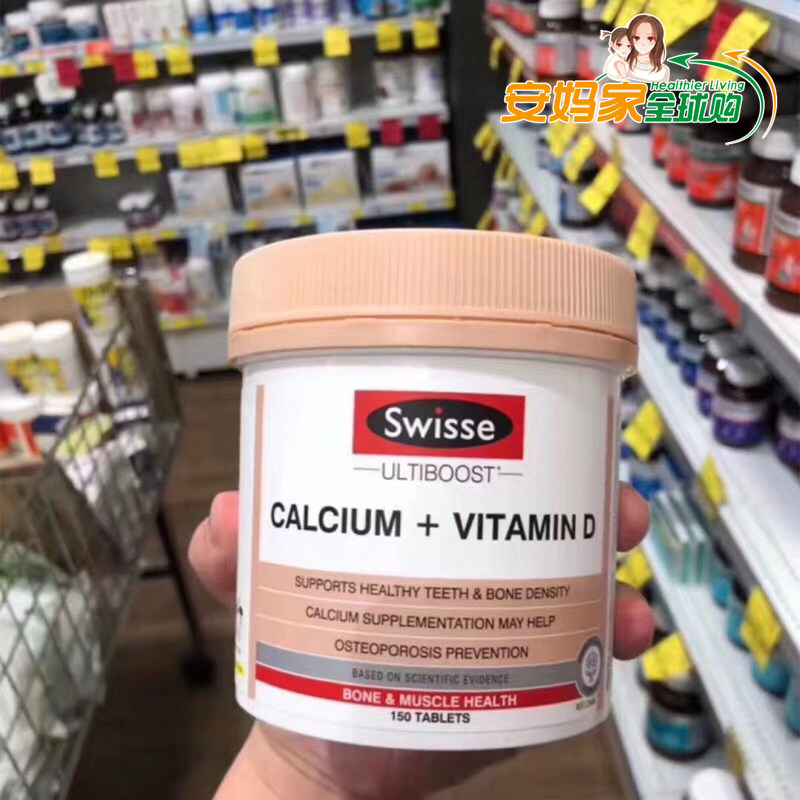 Healthier Living
安妈家全球购
Swisse
ULTIBOOST
CALCIUM + VITAMIN D
SUPPORTS HEALTHY TEETH & BONE DENSITY
CALCIUM SUPPLEMENTATION MAY HELP
OSTEOPOROSIS PREVENTION
BASED ON SCIENTIFIC EVIDENCE
BONE & MUSCLE HEALTH
150 TABLETS